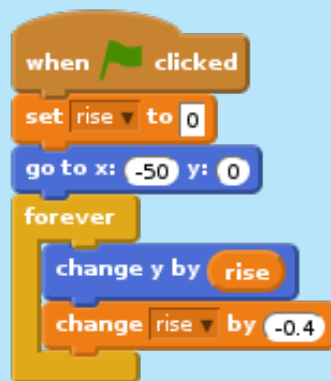 when clicked
set rise to 0
go to x: -50 y: 0
forever
change y by rise
change rise by -0.4